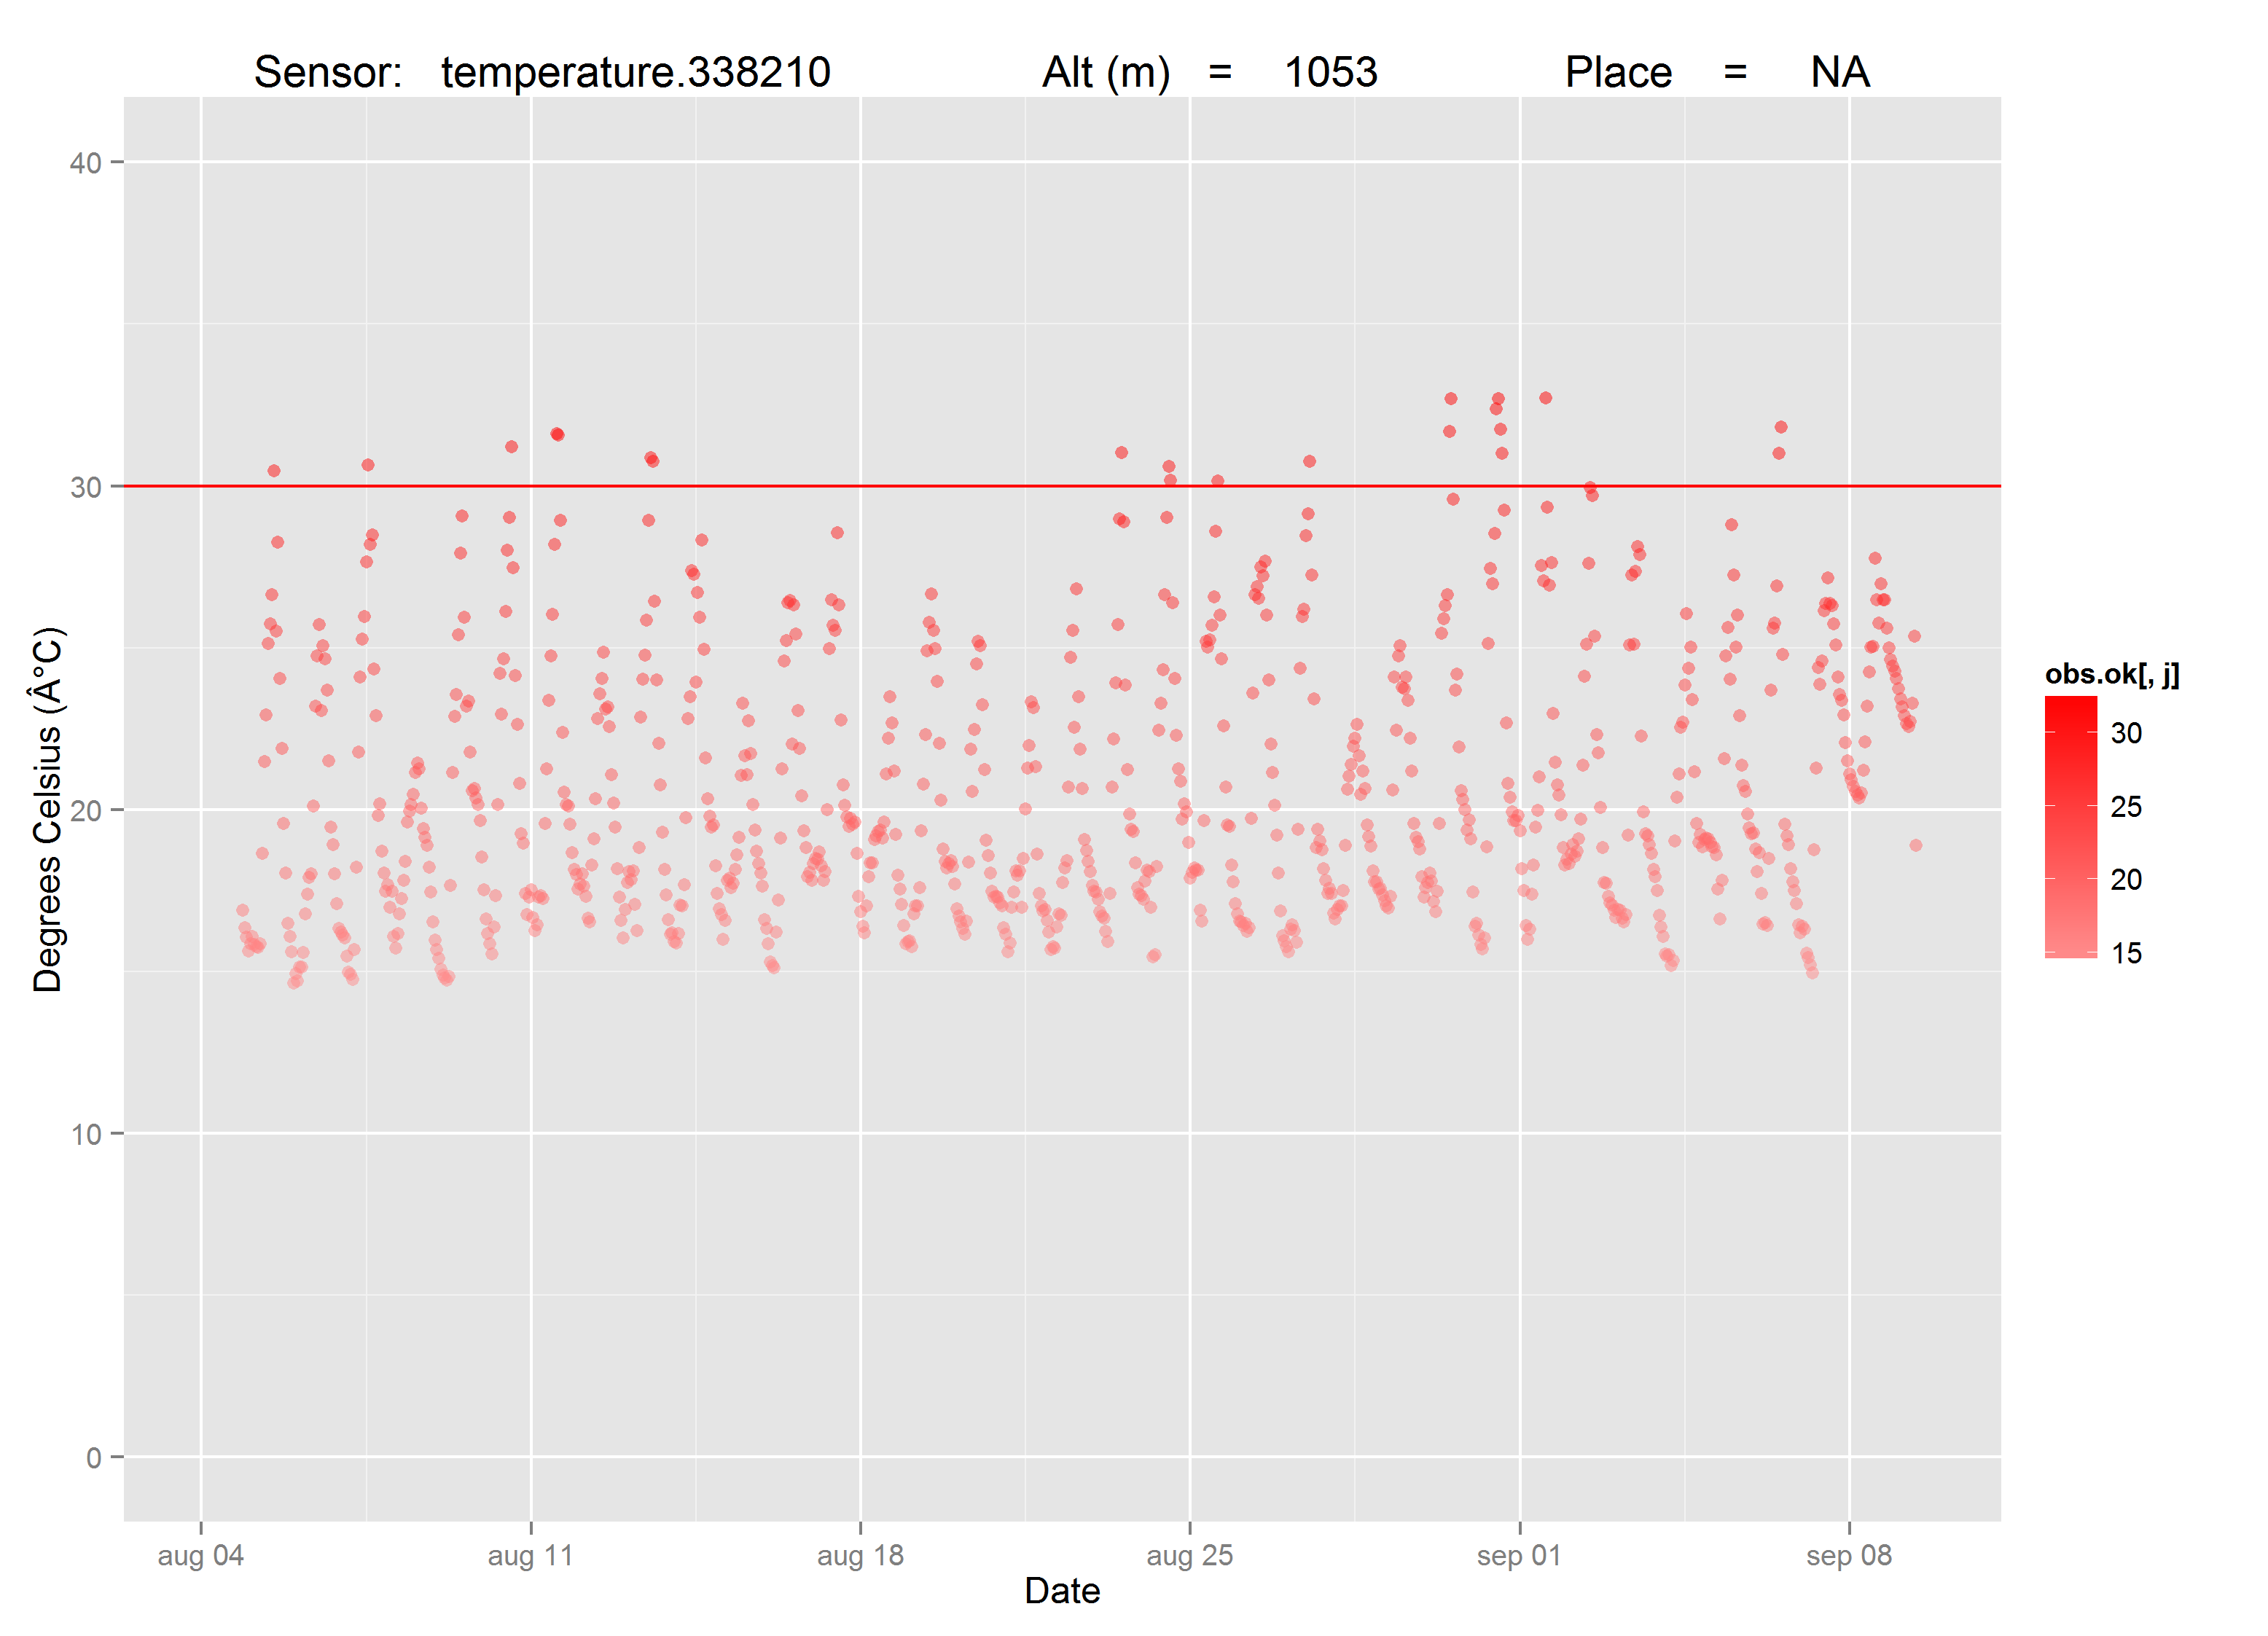 Sensor: temperature.338210 Alt (m) = 1053 Place = NA
40
30
20
10
0
Degrees Celsius (Â°C)
aug 04 aug 11 aug 18 aug 25 sep 01 sep 08
Date
obs.ok[, j]
30
25
20
15